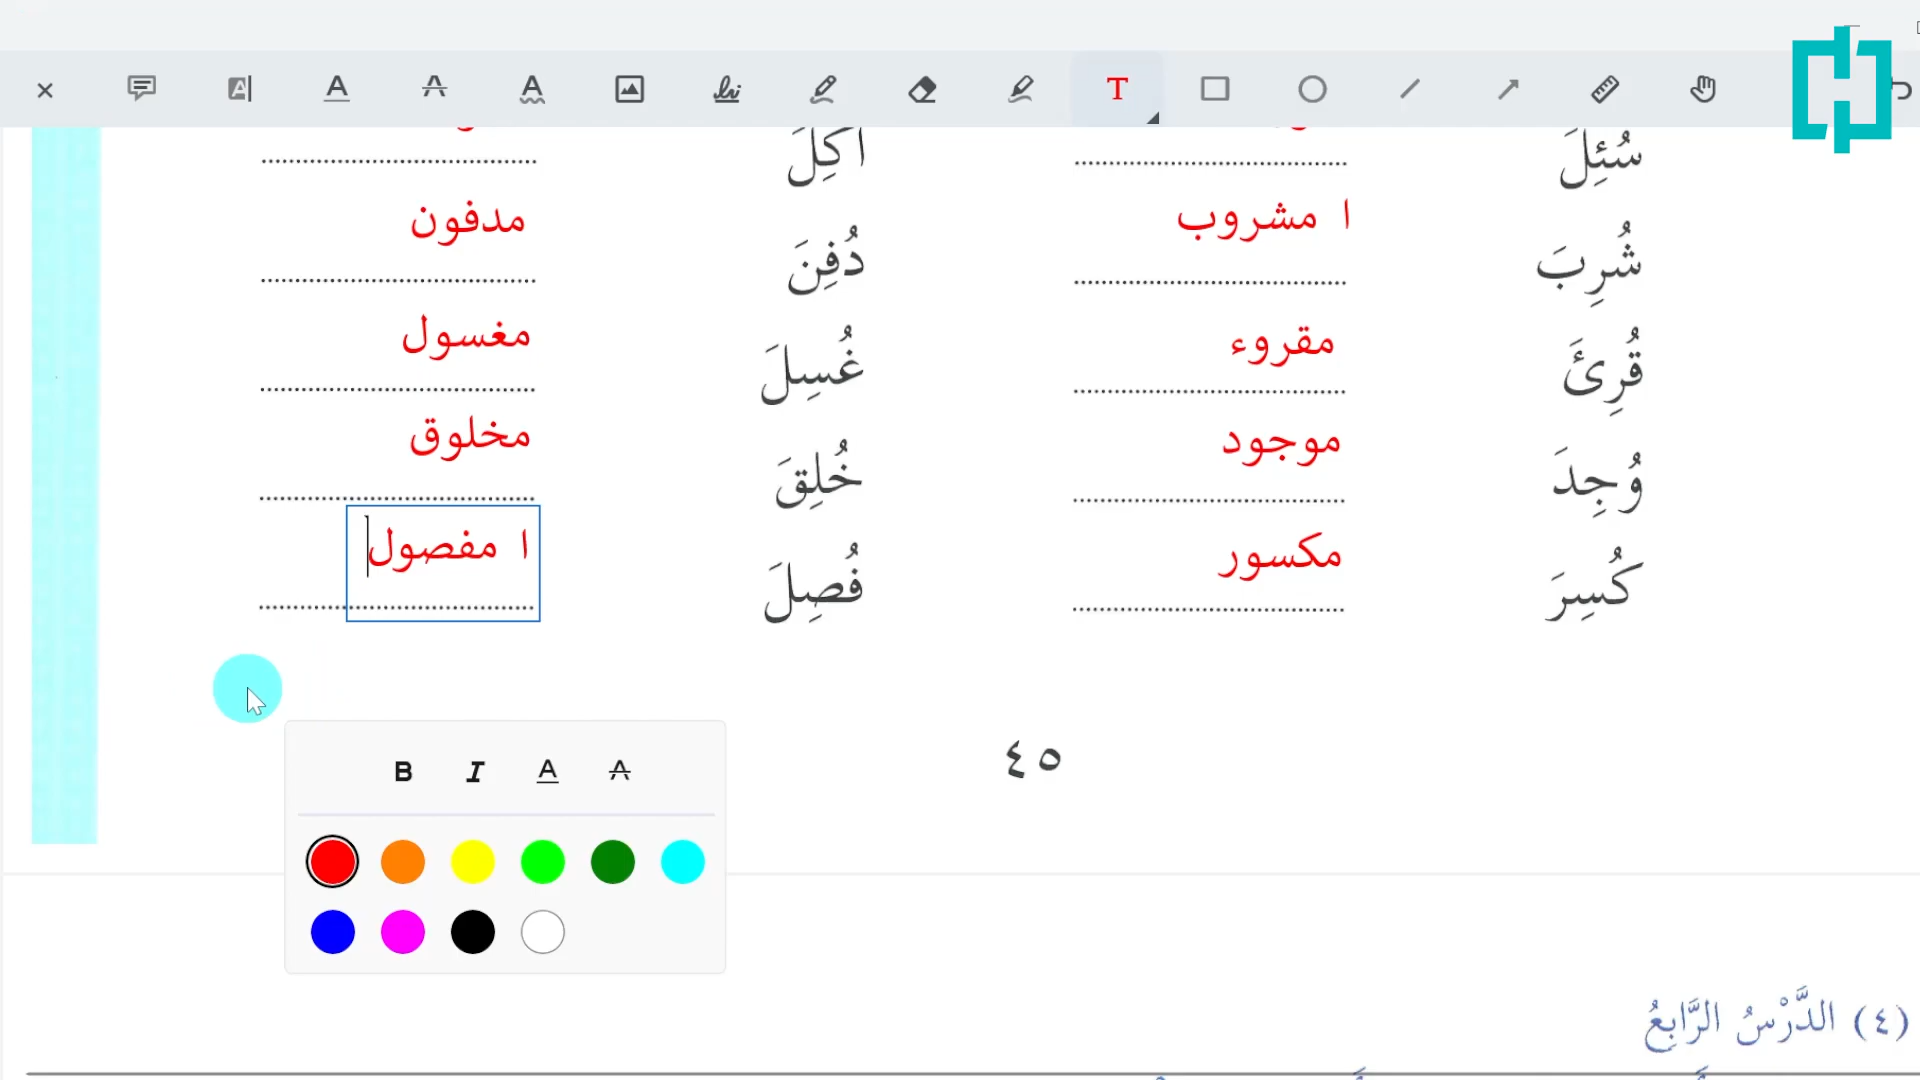 سُئِلَ أُكِلَ
شُرِبَ ا مشروب دُفِنَ مدفون
قُرِئَ مقروء غُسِلَ مغسول
وُجِدَ موجود خُلِقَ مخلوق
كُسِرَ مكسور فُصِلَ ا مفصول
٤٥
B I A A
(٤) الدَّرْسُ الرَّابِعُ